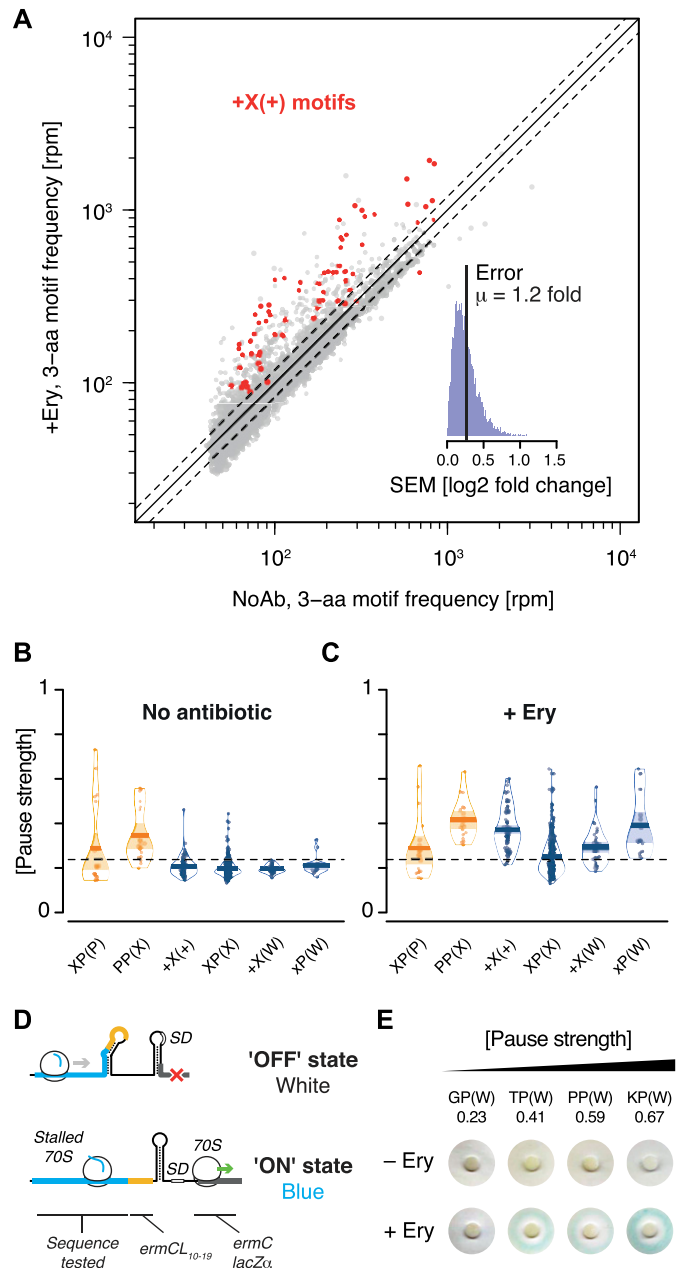 A
10⁴
10³
10²
+Ery, 3−aa motif frequency [rpm]
+X(+) motifs
Error
μ = 1.2 fold
0.0 0.5 1.0 1.5
SEM [log2 fold change]
10² 10³ 10⁴
NoAb, 3−aa motif frequency [rpm]
B
No antibiotic
[Pause strength]
1
0
XP(P) PP(X) +X(+) XP(X) +X(W) xP(W)
C
+ Ery
1
0
XP(P) PP(X) +X(+) XP(X) +X(W) xP(W)
D
SD
'OFF' state
White
Stalled
70S
SD
70S
'ON' state
Blue
Sequence
tested
ermCL₁₀₋₁₉
ermC
lacZα
E
[Pause strength]
GP(W) TP(W) PP(W) KP(W)
0.23 0.41 0.59 0.67
− Ery
+ Ery